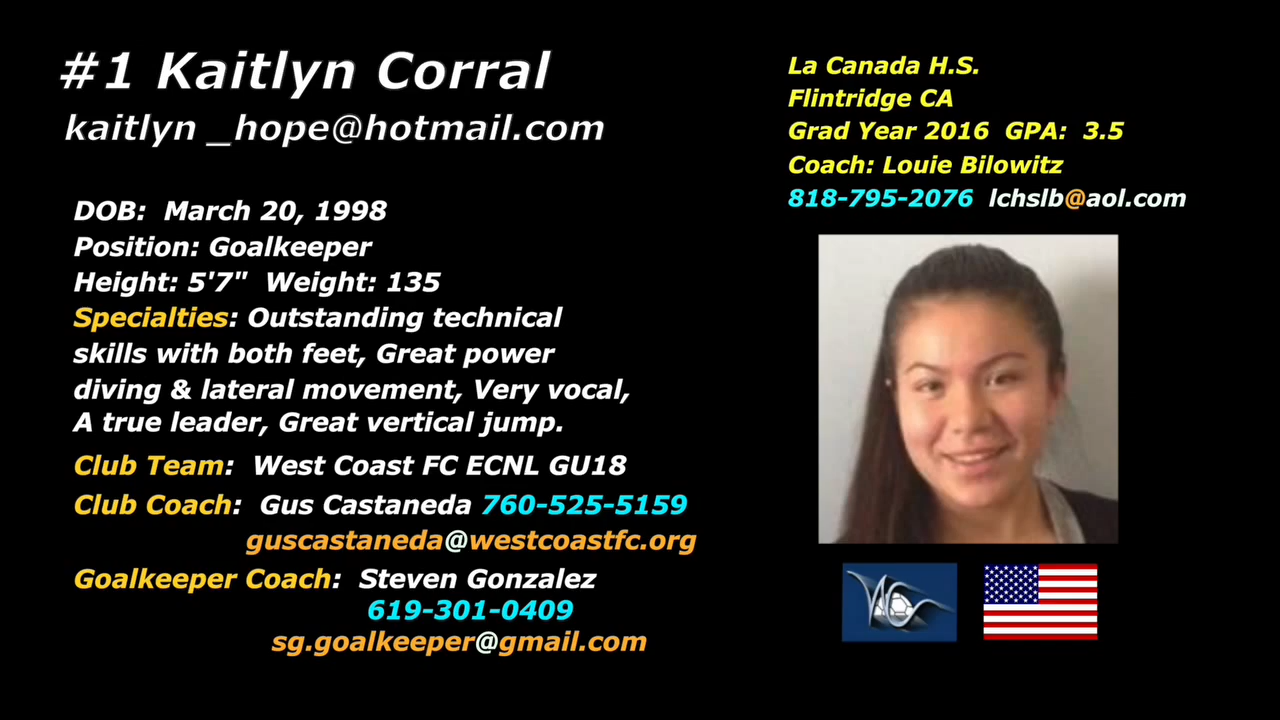 #1 Kaitlyn Corral
kaitlyn _hope@hotmail.com
DOB: March 20, 1998
Position: Goalkeeper
Height: 5'7" Weight: 135
Specialties: Outstanding technical
skills with both feet, Great power
diving & lateral movement, Very vocal,
A true leader, Great vertical jump.
Club Team: West Coast FC ECNL GU18
Club Coach: Gus Castaneda 760-525-5159
guscastaneda@westcoastfc.org
Goalkeeper Coach: Steven Gonzalez
619-301-0409
sg.goalkeeper@gmail.com
La Canada H.S.
Flintridge CA
Grad Year 2016 GPA: 3.5
Coach: Louie Bilowitz
818-795-2076 lchslb@aol.com